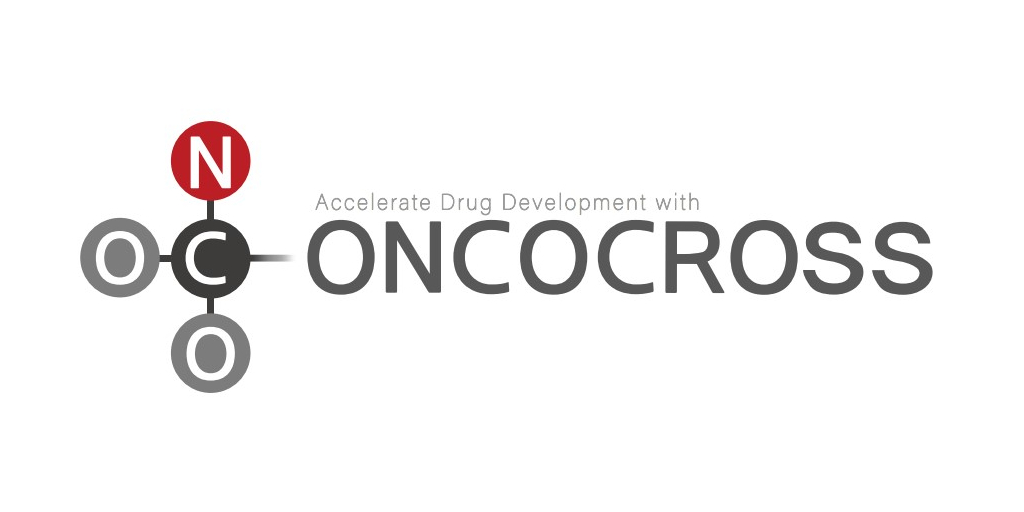 N
O C
O
Accelerate Drug Development with
ONCOCROSS